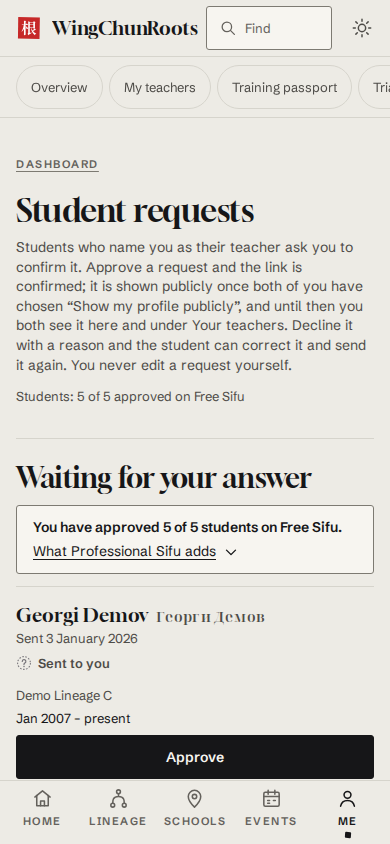 根 WingChunRoots Find
Overview My teachers Training passport Tria
DASHBOARD
Student requests
Students who name you as their teacher ask you to
confirm it. Approve a request and the link is
confirmed; it is shown publicly once both of you have
chosen “Show my profile publicly”, and until then you
both see it here and under Your teachers. Decline it
with a reason and the student can correct it and send
it again. You never edit a request yourself.
Students: 5 of 5 approved on Free Sifu
Waiting for your answer
You have approved 5 of 5 students on Free Sifu.
What Professional Sifu adds
Georgi Demov Георги Демов
Sent 3 January 2026
Sent to you
Demo Lineage C
Jan 2007 – present
Approve
HOME LINEAGE SCHOOLS EVENTS ME